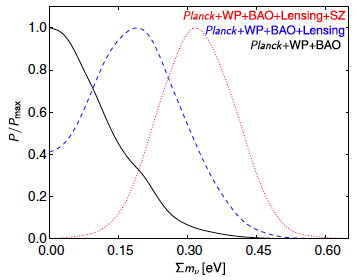 Planck+WP+BAO+Lensing+SZ
Planck+WP+BAO+Lensing
Planck+WP+BAO
1.0
0.8
0.6
0.4
0.2
0.0
P/Pmax
0.00 0.15 0.30 0.45 0.60
Σmν [eV]